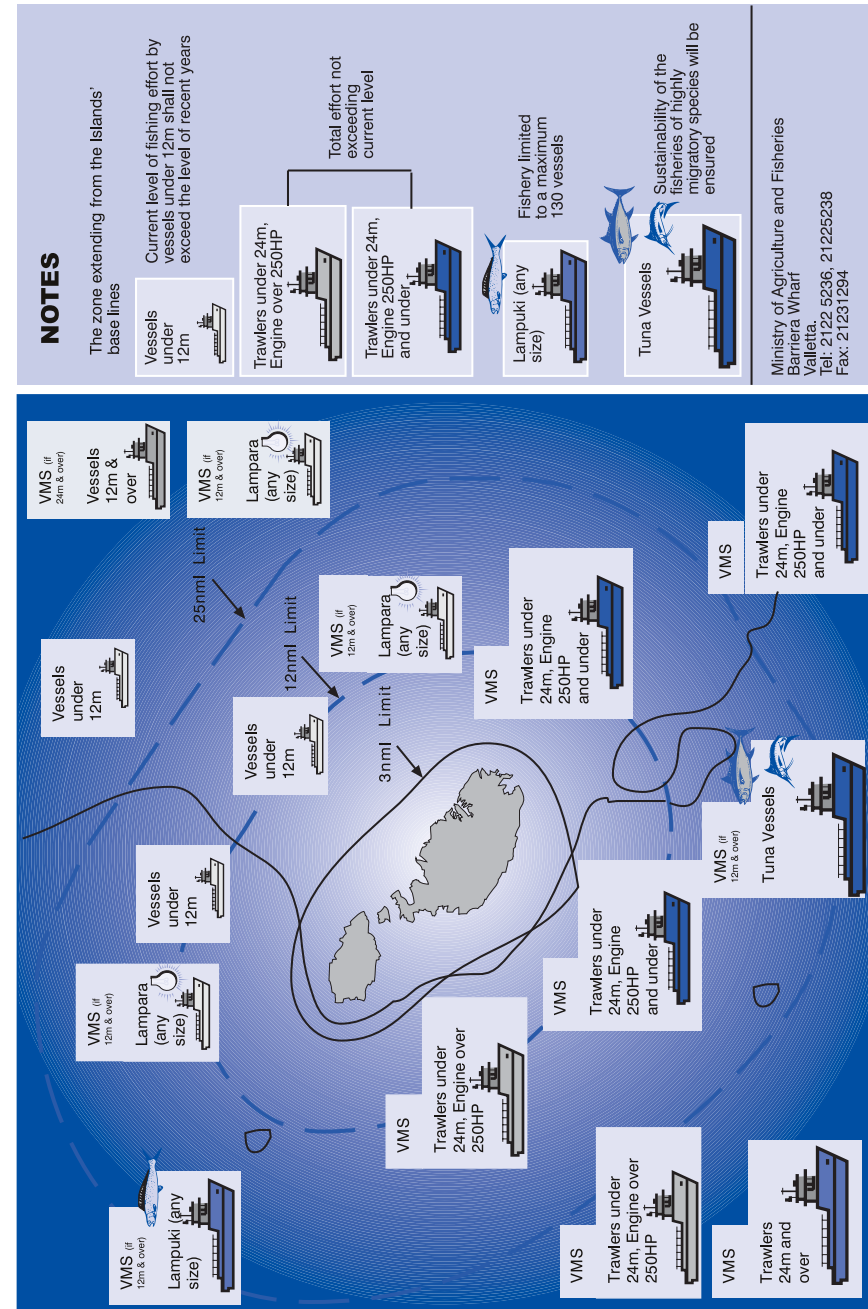 NOTES
The zone extending from the Islands'
base lines
Vessels
under
12m
Current level of fishing effort by
vessels under 12m shall not
exceed the level of recent years
Trawlers under 24m,
Engine over 250HP
Trawlers under 24m,
Engine 250HP
and under
Total effort not
exceeding
current level
Lampuki (any
size)
Fishery limited
to a maximum
130 vessels
Tuna Vessels
Sustainability of the
fisheries of highly
migratory species will be
ensured
Ministry of Agriculture and Fisheries
Barriera Wharf
Valletta.
Tel: 2122 5236, 21225238
Fax: 21231294
VMS (if
24m & over)
Vessels
12m &
over
VMS (if
12m & over)
Lampara
(any
size)
25nml Limit
Vessels
under
12m
12nml Limit
VMS (if
12m & over)
Lampara
(any
size)
Vessels
under
12m
3nml Limit
VMS
Trawlers under
24m, Engine
250HP
and under
VMS
Trawlers under
24m, Engine
250HP
and under
Vessels
under
12m
VMS (if
12m & over)
Tuna Vessels
VMS (if
12m & over)
Lampara
(any
size)
VMS
Trawlers under
24m, Engine
250HP
and under
VMS
Trawlers under
24m, Engine over
250HP
VMS (if
12m & over)
Lampuki (any
size)
VMS
Trawlers under
24m, Engine over
250HP
VMS
Trawlers
24m and
over